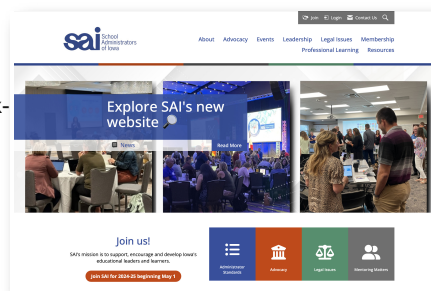 Join Login Contact Us
sai School
Administrators
of Iowa
About Advocacy Events Leadership Legal Issues Membership
Professional Learning Resources
Explore SAI's new
website
News
Read More
Join us!
SAI's mission is to support, encourage and develop Iowa's
educational leaders and learners.
Join SAI for 2024-25 beginning May 1
Administrator
Standards
Advocacy
Legal Issues
Mentoring Matters